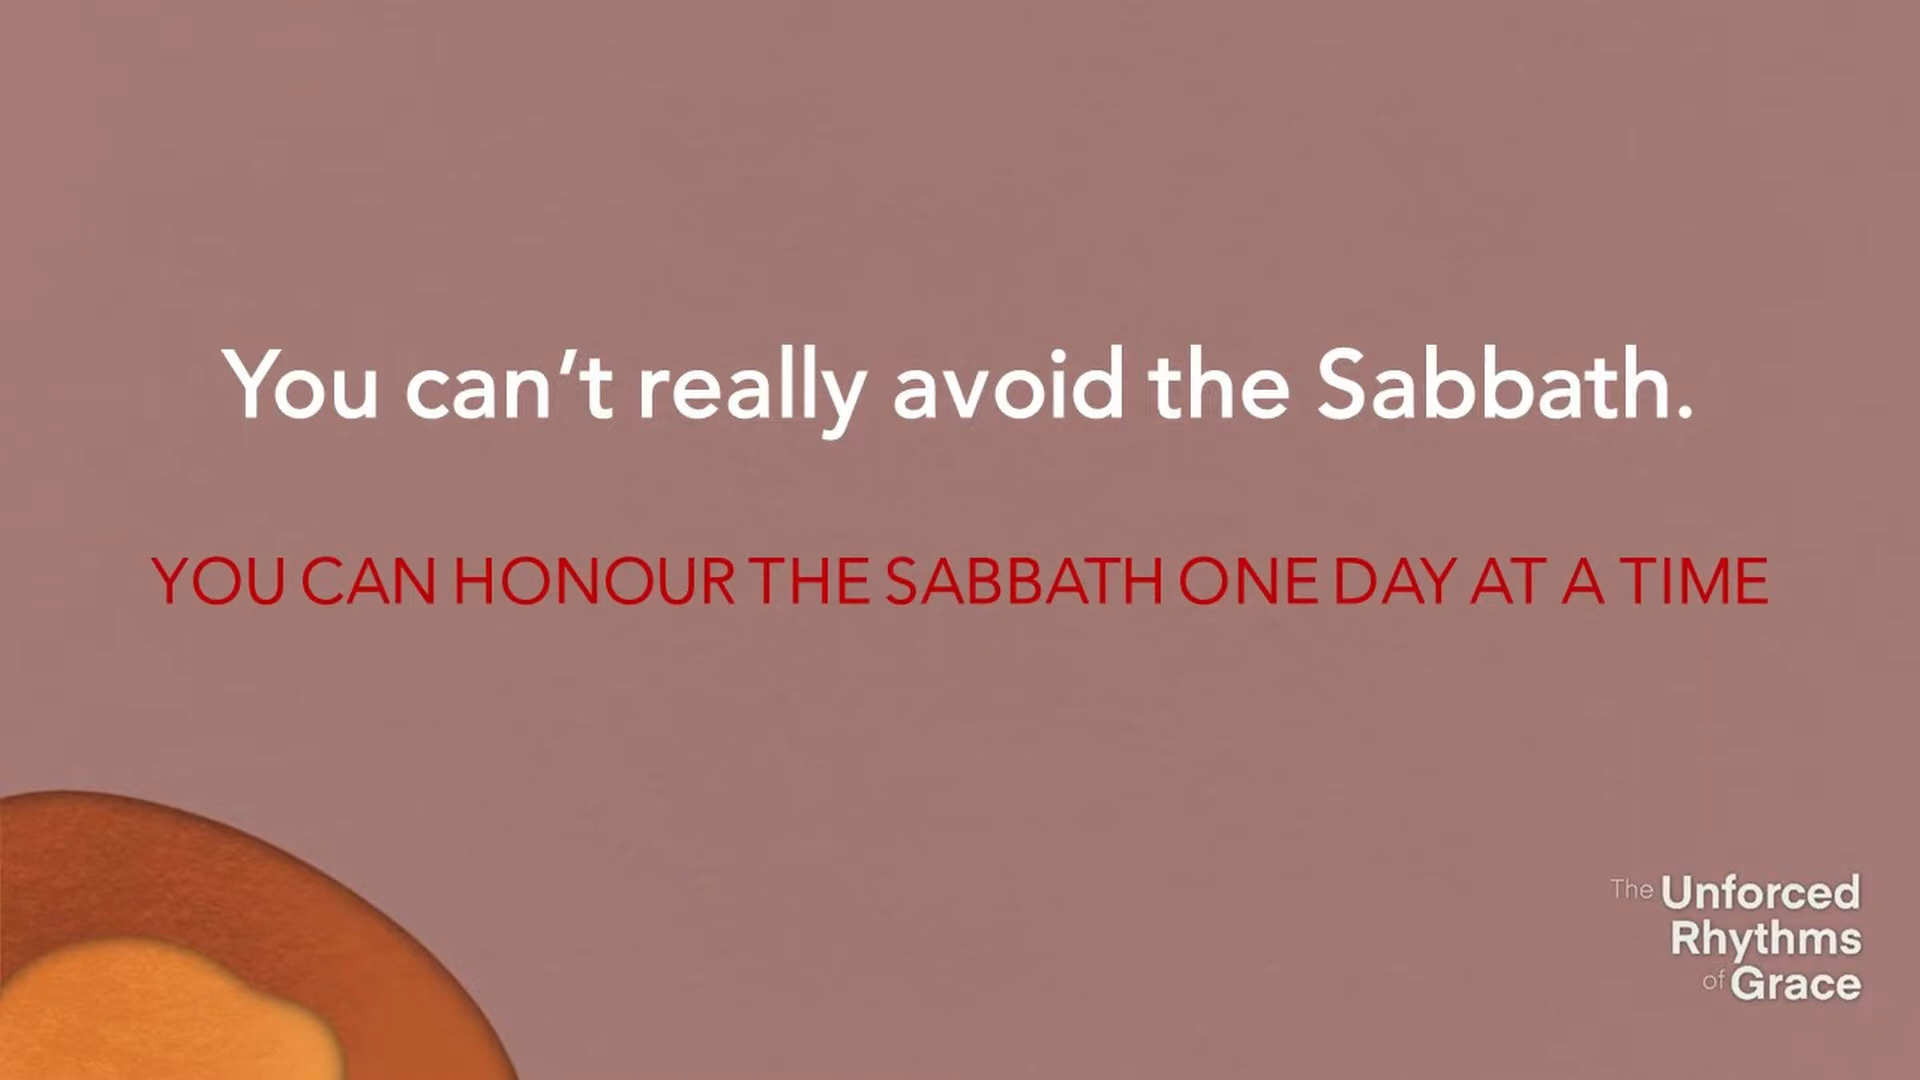 You can’t really avoid the Sabbath.
YOU CAN HONOUR THE SABBATH ONE DAY AT A TIME
The Unforced
Rhythms
of Grace